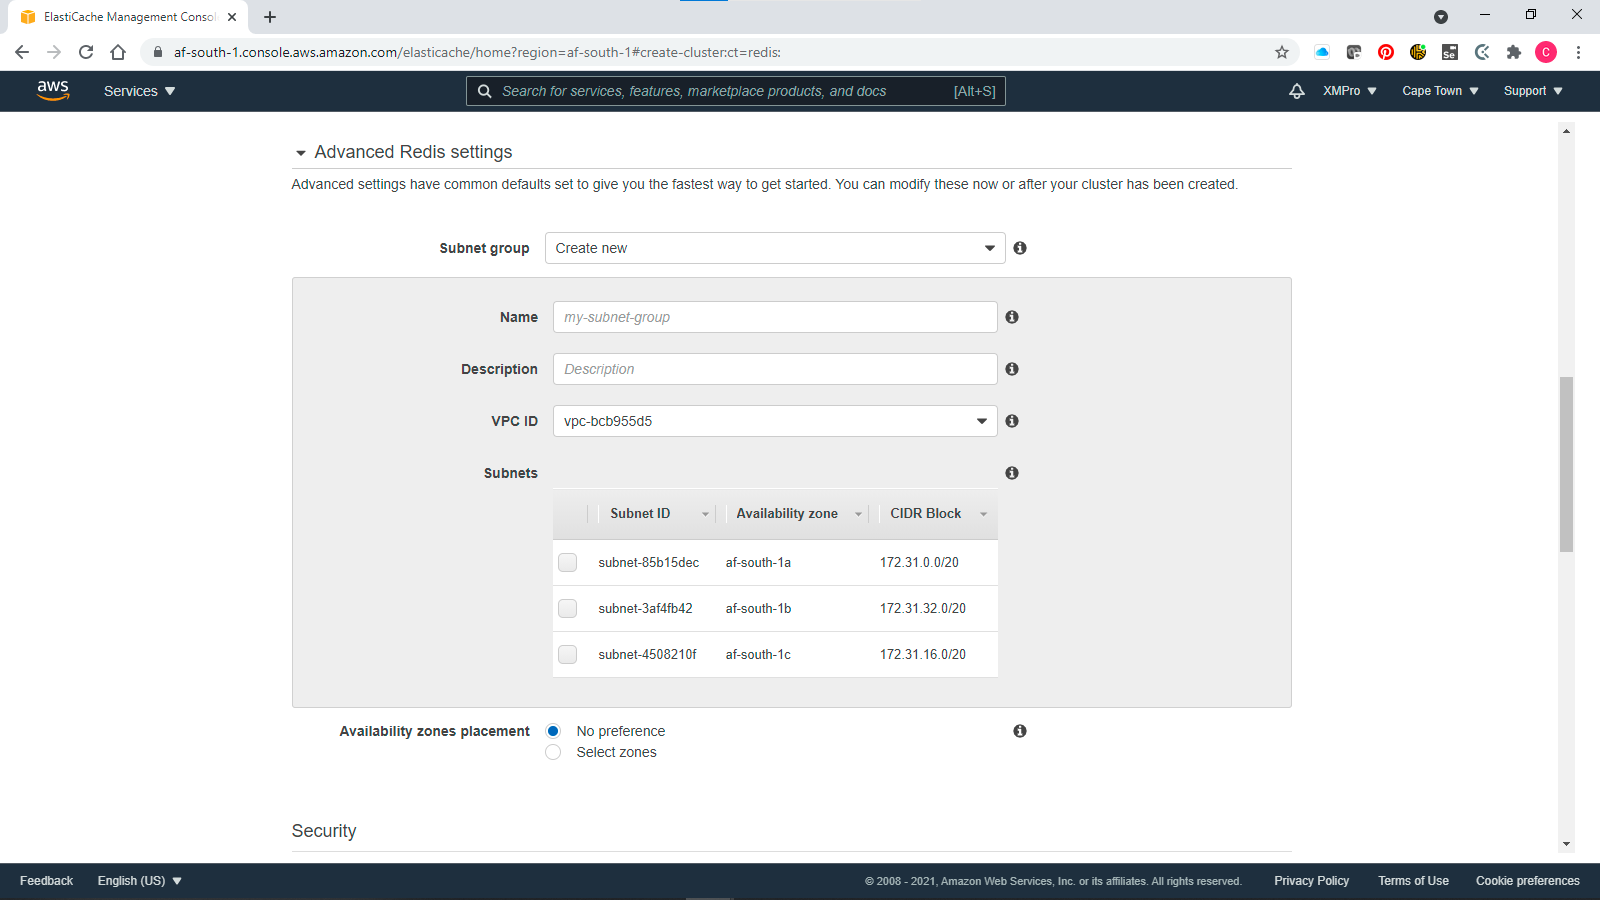 ElastiCache Management Consol
af-south-1.console.aws.amazon.com/elasticache/home?region=af-south-1#create-cluster:ct=redis:
Se
C
aws
Services
Search for services, features, marketplace products, and docs [Alt+S]
XMPro
Cape Town
Support
Advanced Redis settings
Advanced settings have common defaults set to give you the fastest way to get started. You can modify these now or after your cluster has been created.
Subnet group Create new
Name my-subnet-group
Description Description
VPC ID vpc-bcb955d5
Subnets
Subnet ID Availability zone CIDR Block
subnet-85b15dec af-south-1a 172.31.0.0/20
subnet-3af4fb42 af-south-1b 172.31.32.0/20
subnet-4508210f af-south-1c 172.31.16.0/20
Availability zones placement No preference
Select zones
Security
Feedback English (US) © 2008 - 2021, Amazon Web Services, Inc. or its affiliates. All rights reserved. Privacy Policy Terms of Use Cookie preferences